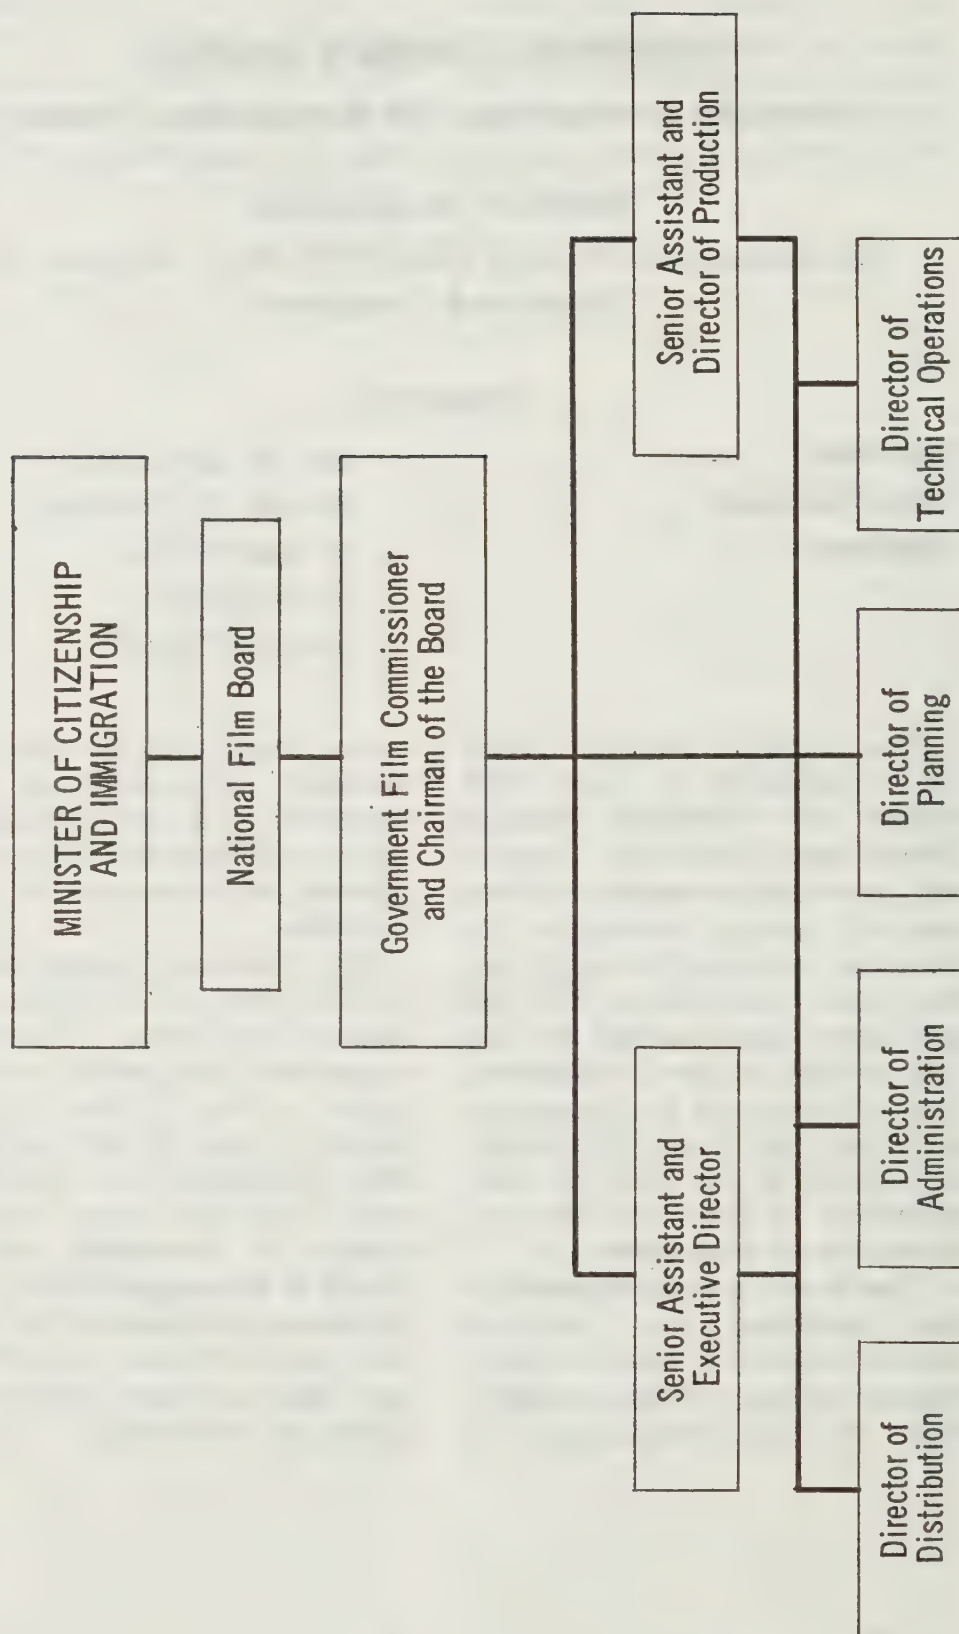 MINISTER OF CITIZENSHIP
AND IMMIGRATION
National Film Board
Government Film Commissioner
and Chairman of the Board
Senior Assistant and
Executive Director
Senior Assistant and
Director of Production
Director of
Distribution
Director of
Administration
Director of
Planning
Director of
Technical Operations